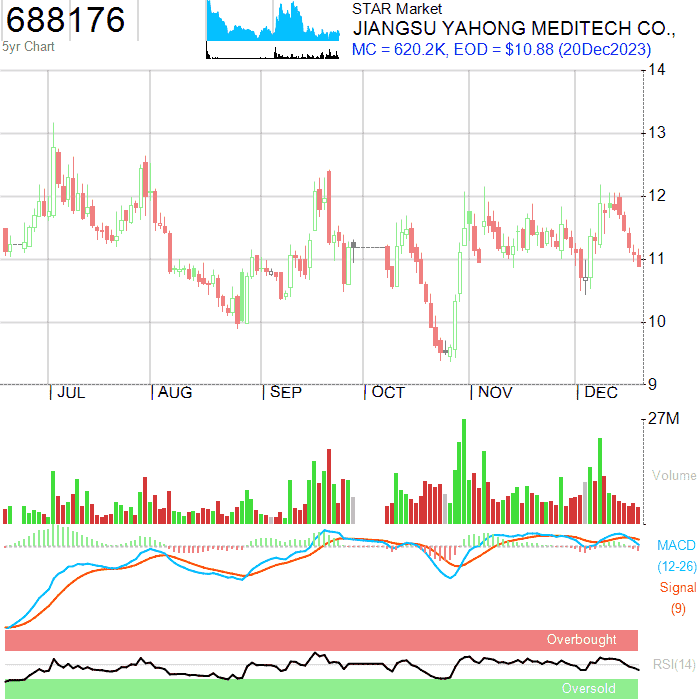 688176
5yr Chart
STAR Market
JIANGSU YAHONG MEDITECH CO.,
MC = 620.2K, EOD = $10.88 (20Dec2023)
14
13
12
11
10
9
JUL
AUG
SEP
OCT
NOV
DEC
27M
Volume
MACD
(12-26)
Signal
(9)
Overbought
RSI(14)
Oversold